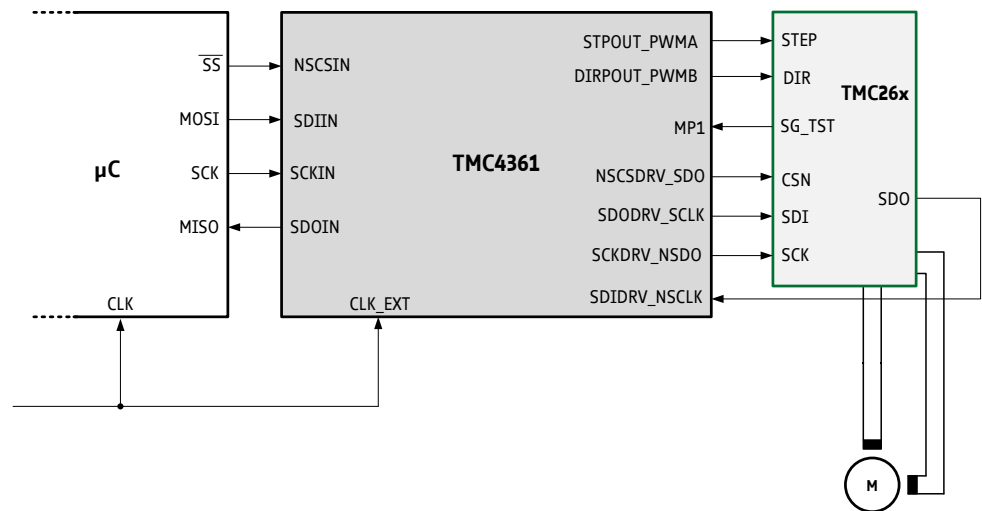 STPOUT_PWMA
STEP
SS
NSCSIN
DIRPOUT_PWMB
DIR
TMC26x
MOSI
SDIIN
MP1
SG_TST
µC
SCK
SCKIN
TMC4361
NSCSDRV_SDO
CSN
SDO
MISO
SDOIN
SDODRV_SCLK
SDI
SCKDRV_NSDO
SCK
CLK
CLK_EXT
SDIDRV_NSCLK
M